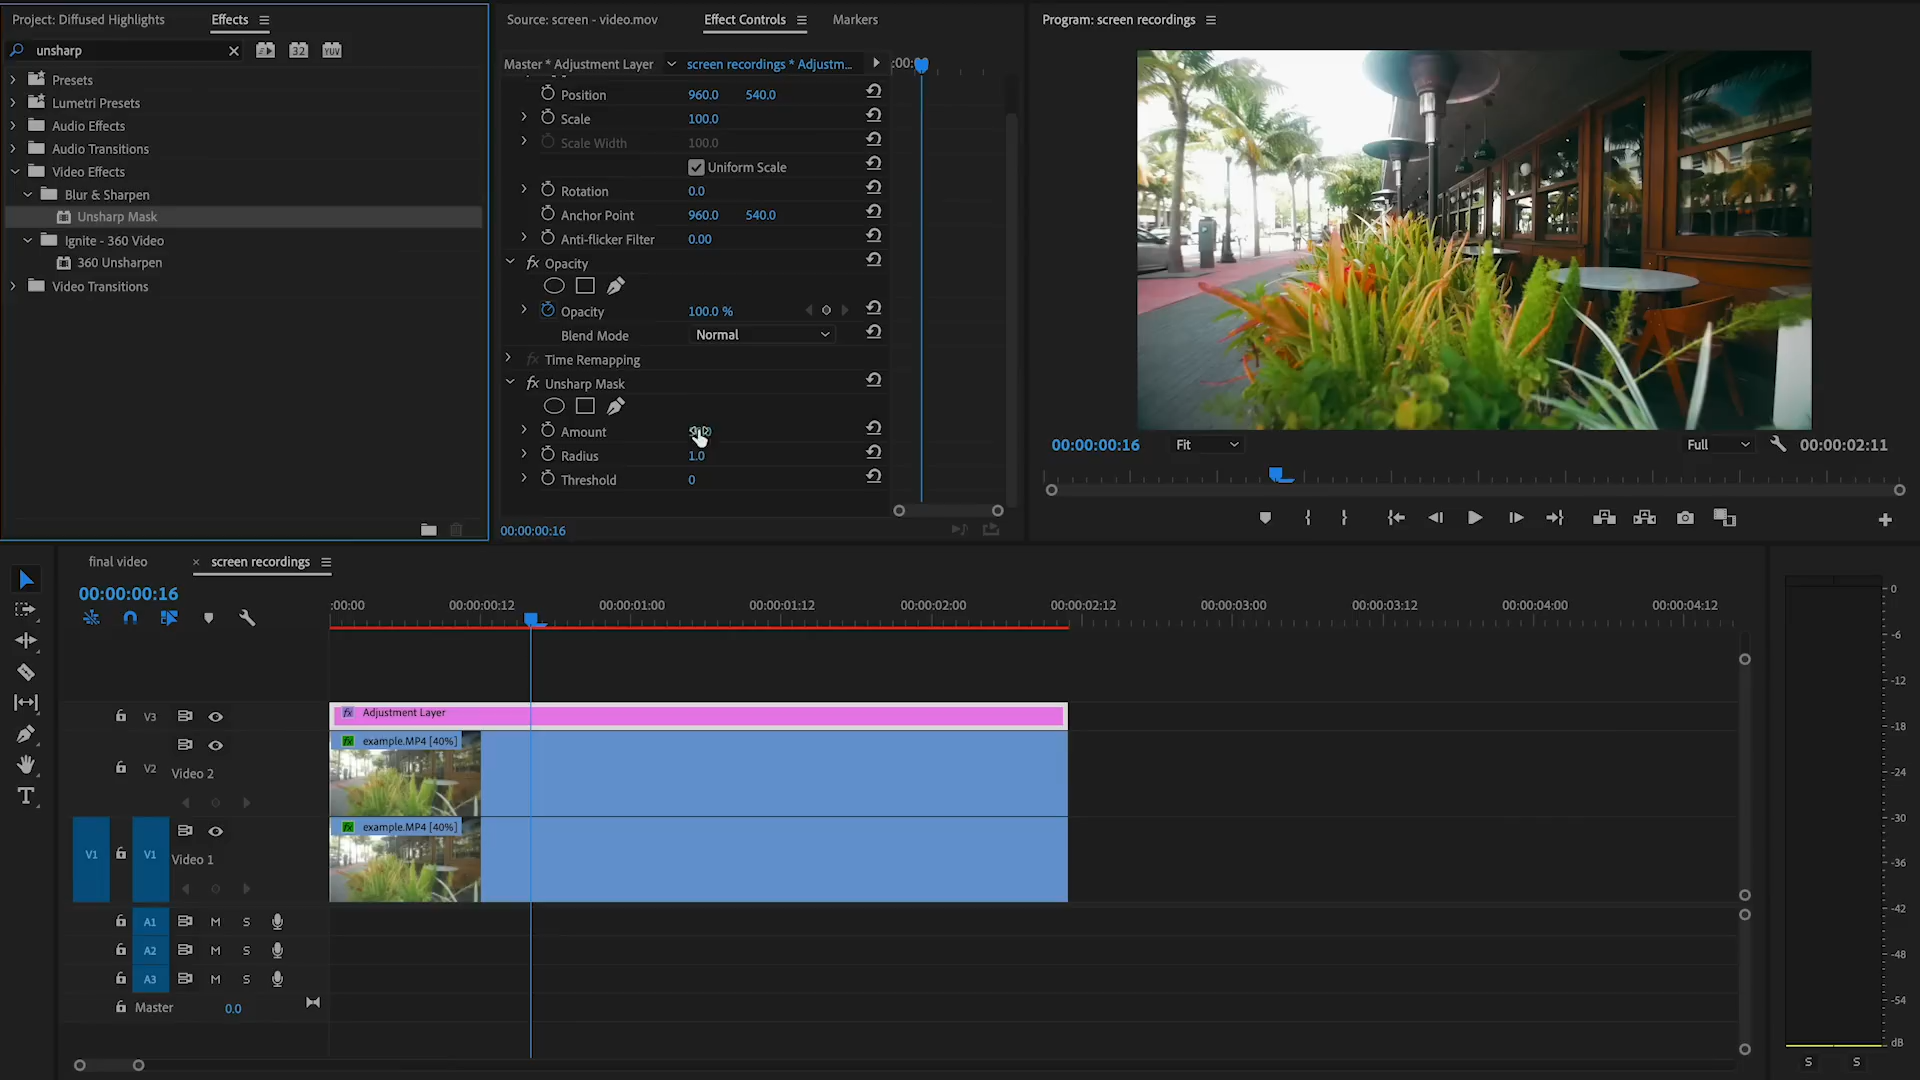 Project: Diffused Highlights
Effects
unsharp
32
YUV
Presets
Lumetri Presets
Audio Effects
Audio Transitions
Video Effects
Blur & Sharpen
Unsharp Mask
Ignite - 360 Video
360 Unsharpen
Video Transitions
Source: screen - video.mov
Effect Controls
Markers
Master * Adjustment Layer
screen recordings * Adjustm...
Position 960.0 540.0
Scale 100.0
Scale Width 100.0
Uniform Scale
Rotation 0.0
Anchor Point 960.0 540.0
Anti-flicker Filter 0.00
fx Opacity
Opacity 100.0 %
Blend Mode Normal
fx Time Remapping
fx Unsharp Mask
Amount
Radius 1.0
Threshold 0
00:00:00:16
Program: screen recordings
00:00:00:16
Fit
Full
00:00:02:11
final video
× screen recordings
00:00:00:16
:00:00
00:00:00:12
00:00:01:00
00:00:01:12
00:00:02:00
00:00:02:12
00:00:03:00
00:00:03:12
00:00:04:00
00:00:04:12
V3
fx Adjustment Layer
V2 Video 2
fx example.MP4 [40%]
V1 V1 Video 1
fx example.MP4 [40%]
A1 M S
A2 M S
A3 M S
Master 0.0
0
-6
-12
-18
-24
-30
-36
-42
-48
-54
dB
S S